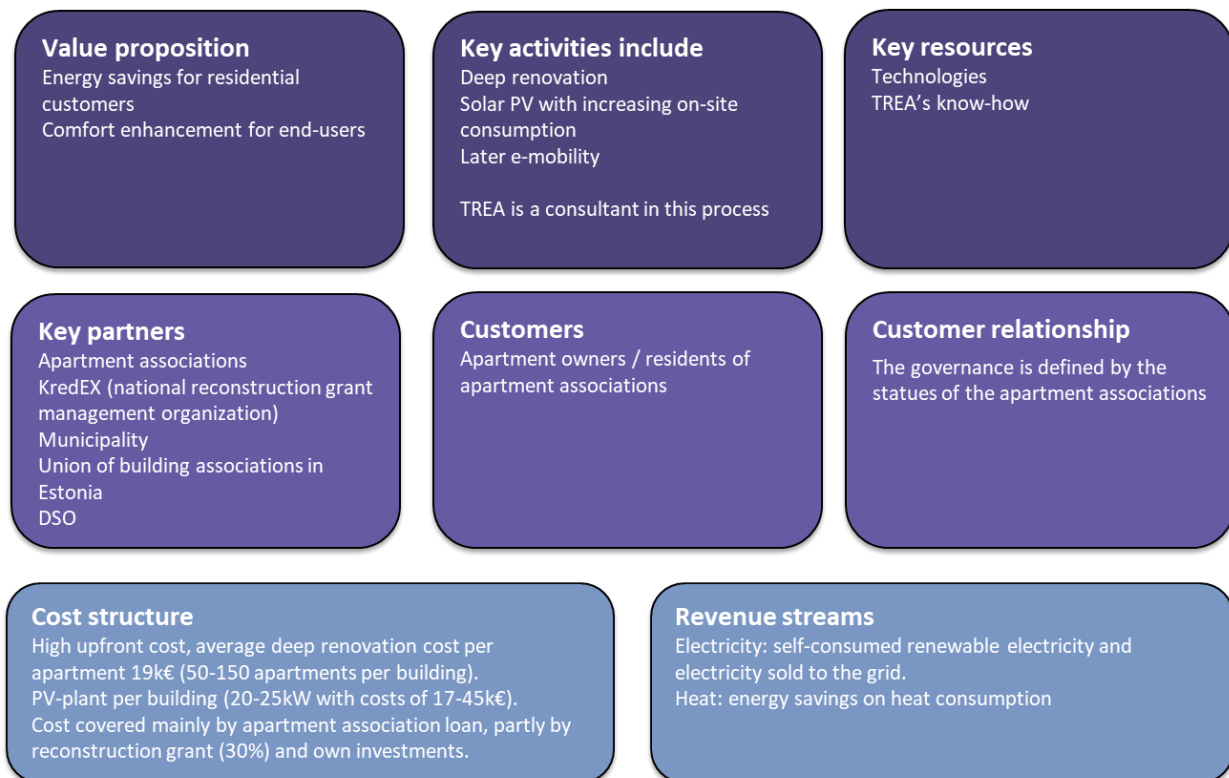 Value proposition
Energy savings for residential
customers
Comfort enhancement for end-users
Key activities include
Deep renovation
Solar PV with increasing on-site
consumption
Later e-mobility
TREA is a consultant in this process
Key resources
Technologies
TREA's know-how
Key partners
Apartment associations
KredEX (national reconstruction grant
management organization)
Municipality
Union of building associations in
Estonia
DSO
Customers
Apartment owners / residents of
apartment associations
Customer relationship
The governance is defined by the
statues of the apartment associations
Cost structure
High upfront cost, average deep renovation cost per
apartment 19k€ (50-150 apartments per building).
PV-plant per building (20-25kW with costs of 17-45k€).
Cost covered mainly by apartment association loan, partly by
reconstruction grant (30%) and own investments.
Revenue streams
Electricity: self-consumed renewable electricity and
electricity sold to the grid.
Heat: energy savings on heat consumption